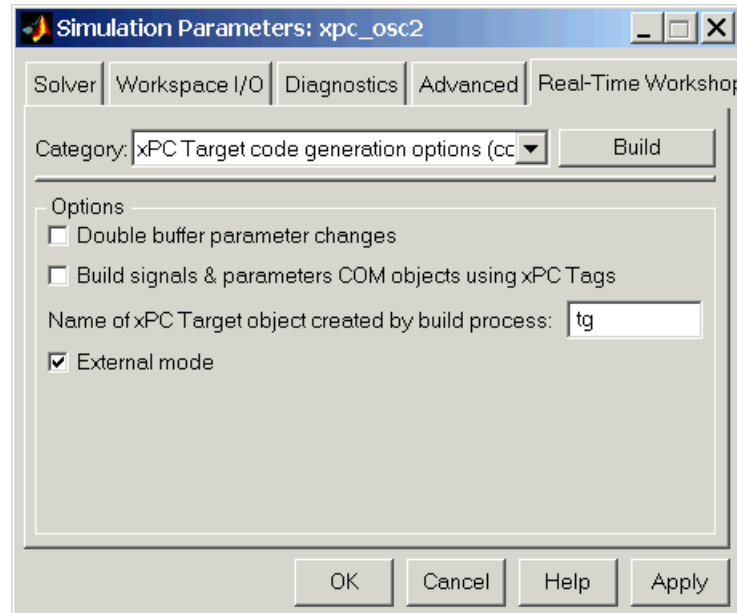 Simulation Parameters: xpc_osc2
Solver Workspace I/O Diagnostics Advanced Real-Time Workshop
Category: xPC Target code generation options (cc Build
Options
Double buffer parameter changes
Build signals & parameters COM objects using xPC Tags
Name of xPC Target object created by build process: tg
External mode
OK Cancel Help Apply